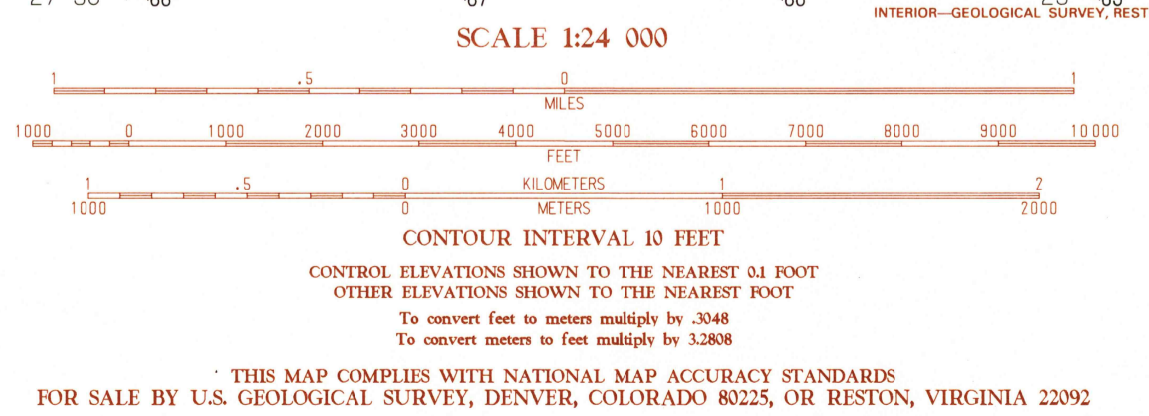 INTERIOR—GEOLOGICAL SURVEY, REST
SCALE 1:24 000
1 .5 0 1
MILES
1000 0 1000 2000 3000 4000 5000 6000 7000 8000 9000 10 000
FEET
1 .5 0 KILOMETERS 1 2
1000 0 METERS 1000 2000
CONTOUR INTERVAL 10 FEET
CONTROL ELEVATIONS SHOWN TO THE NEAREST 0.1 FOOT
OTHER ELEVATIONS SHOWN TO THE NEAREST FOOT
To convert feet to meters multiply by .3048
To convert meters to feet multiply by 3.2808
THIS MAP COMPLIES WITH NATIONAL MAP ACCURACY STANDARDS
FOR SALE BY U.S. GEOLOGICAL SURVEY, DENVER, COLORADO 80225, OR RESTON, VIRGINIA 22092